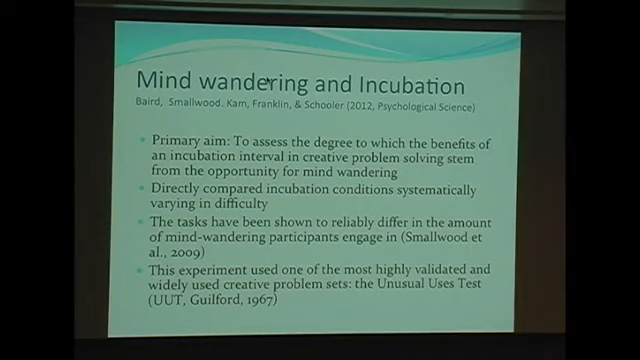 Mind wandering and Incubation
Baird, Smallwood. Kam, Franklin, & Schooler (2012, Psychological Science)
Primary aim: To assess the degree to which the benefits of
an incubation interval in creative problem solving stem
from the opportunity for mind wandering
Directly compared incubation conditions systematically
varying in difficulty
The tasks have been shown to reliably differ in the amount
of mind-wandering participants engage in (Smallwood et
al., 2009)
This experiment used one of the most highly validated and
widely used creative problem sets: the Unusual Uses Test
(UUT, Guilford, 1967)